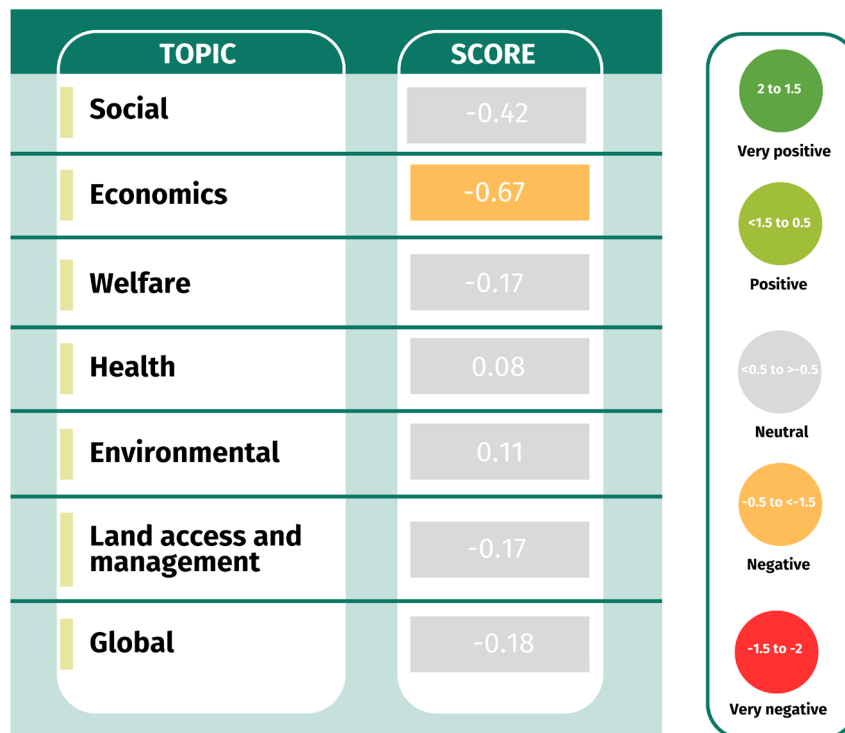 TOPIC SCORE
Social -0.42
Economics -0.67
Welfare -0.17
Health 0.08
Environmental 0.11
Land access and
management -0.17
Global -0.18
2 to 1.5
Very positive
<1.5 to 0.5
Positive
<0.5 to >-0.5
Neutral
-0.5 to <-1.5
Negative
-1.5 to -2
Very negative